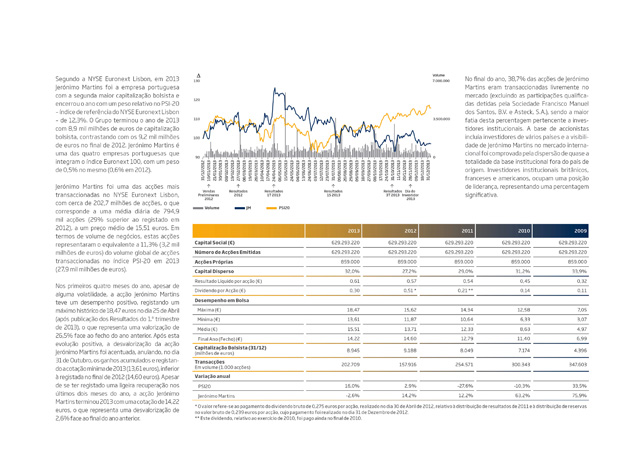 Segundo a NYSE Euronext Lisbon, em 2013
Jerónimo Martins foi a empresa portuguesa
com a segunda maior capitalização bolsista e
encerrou o ano com um peso relativo no PSI-20
– índice de referência da NYSE Euronext Lisbon
– de 12,3%. O Grupo terminou o ano de 2013
com 8,9 mil milhões de euros de capitalização
bolsista, contrastando com os 9,2 mil milhões
de euros no final de 2012. Jerónimo Martins é
uma das quatro empresas portuguesas que
integram o índice Euronext 100, com um peso
de 0,5% no mesmo (0,6% em 2012).
Jerónimo Martins foi uma das acções mais
transaccionadas, no NYSE Euronext Lisbon,
com cerca de 202,7 milhões de acções, o que
corresponde a uma média diária de 794,9
mil acções (29% superior ao registado em
2012), a um preço médio de 15,51 euros. Em
termos de volume de negócios, estas acções
representaram o equivalente a 11,3% (3,2 mil
milhões de euros) do volume global de acções
transaccionadas no índice PSI-20 em 2013
(27,9 mil milhões de euros).
Nos primeiros quatro meses do ano, apesar de
alguma volatilidade, a acção Jerónimo Martins
teve um desempenho positivo, registando um
máximo histórico de 18,47 euros no dia 25 de Abril
(após publicação dos Resultados do 1.º trimestre
de 2013), o que representa uma valorização de
26,5% face ao fecho do ano anterior. Após esta
evolução positiva, a desvalorização da acção
Jerónimo Martins foi acentuada, anulando, no dia
31 de Outubro, os ganhos acumulados e registan-
do a cotação mínima de 2013 (13,61 euros), inferior
à registada no final de 2012 (14,60 euros). Apesar
de se ter registado uma ligeira recuperação nos
últimos dois meses do ano, a acção Jerónimo
Martins terminou 2013 com uma cotação de 14,22
euros, o que representa uma desvalorização de
2,6% face ao final do ano anterior.
Δ
VOLUME
7.000.000
3.500.000
Vendas Preliminares 2012
Resultados 2012
Resultados 1T 2013
Resultados 1S 2013
Resultados 3T 2013
Dia do Investidor 2013
Volume JM PSI20
2013 2012 2011 2010 2009
Capital Social (€) 629.293.220 629.293.220 629.293.220 629.293.220 629.293.220
Número de Acções Emitidas 629.293.220 629.293.220 629.293.220 629.293.220 629.293.220
Acções Próprias 859.000 859.000 859.000 859.000 859.000
Capital Disperso 32,0% 27,2% 29,0% 31,2% 33,9%
Resultado Líquido por acção (€) 0,61 0,57 0,54 0,45 0,32
Dividendo por Acção (€) 0,30 0,51 * 0,21 ** 0,14 0,11
Desempenho em Bolsa
Máxima (€) 18,47 15,62 14,34 12,58 7,05
Mínima (€) 13,61 11,87 10,64 6,33 3,07
Média (€) 15,51 13,71 12,33 8,63 4,97
Final Ano (Fecho) (€) 14,22 14,60 12,79 11,40 6,99
Capitalização Bolsista (31/12)
(milhões de euros) 8.945 9.188 8.049 7.174 4.396
Transacções
Em volume (1.000 acções) 202.709 157.916 254.571 300.343 347.603
Variação anual
PSI20 16,0% 2,9% -27,6% -10,3% 33,5%
Jerónimo Martins -2,6% 14,2% 12,2% 63,2% 75,9%
* O valor refere-se ao pagamento do dividendo bruto de 0,275 euros por acção, realizado no dia 30 de Abril de 2012, relativo à distribuição de resultados de 2011 e à distribuição de reservas
no valor bruto de 0,239 euros por acção, cujo pagamento foi realizado no dia 31 de Dezembro de 2012.
** Este dividendo, relativo ao exercício de 2010, foi pago ainda no final de 2010.
No final do ano, 38,7% das acções de Jerónimo
Martins eram transaccionadas livremente no
mercado (excluindo as participações qualifica-
das detidas pela Sociedade Francisco Manuel
dos Santos, B.V. e Asteck, S.A.), sendo a maior
fatia desta percentagem pertencente a inves-
tidores institucionais. A base de accionistas
incluía investidores de vários países e a visibili-
dade de Jerónimo Martins no mercado interna-
cional foi comprovada pela dispersão de quase a
totalidade da base institucional fora do país de
origem. Investidores institucionais britânicos,
franceses e americanos, ocupam uma posição
de liderança, representando uma percentagem
significativa.